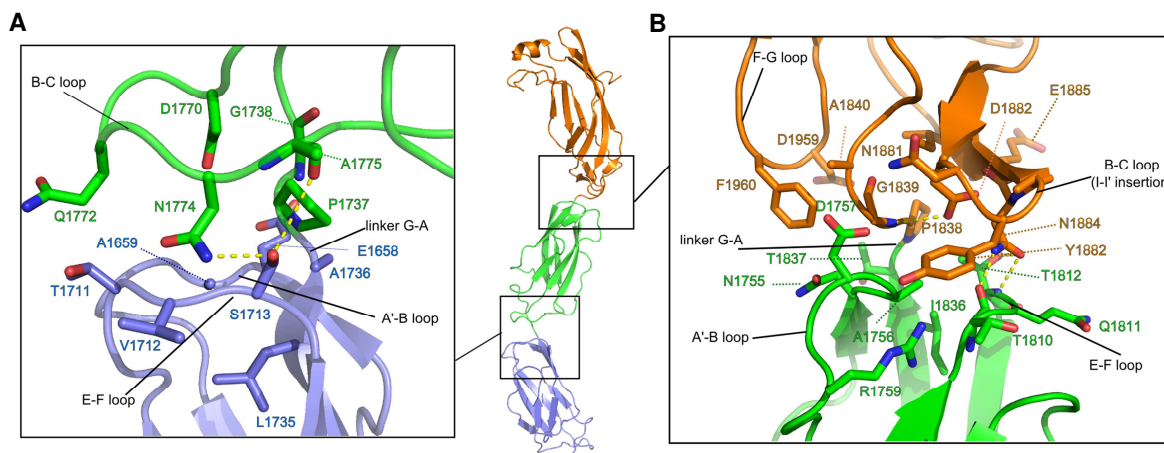 A
B-C loop
D1770
G1738
A1775
Q1772
N1774
P1737
linker G-A
A1659
E1658
A1736
T1711
S1713
A'-B loop
V1712
E-F loop
L1735
B
F-G loop
E1885
A1840
D1882
D1959
N1881
B-C loop
(I-I' insertion)
F1960
G1839
D1757
P1838
N1884
linker G-A
Y1882
T1837
T1812
N1755
I1836
Q1811
A'-B loop
A1756
T1810
E-F loop
R1759